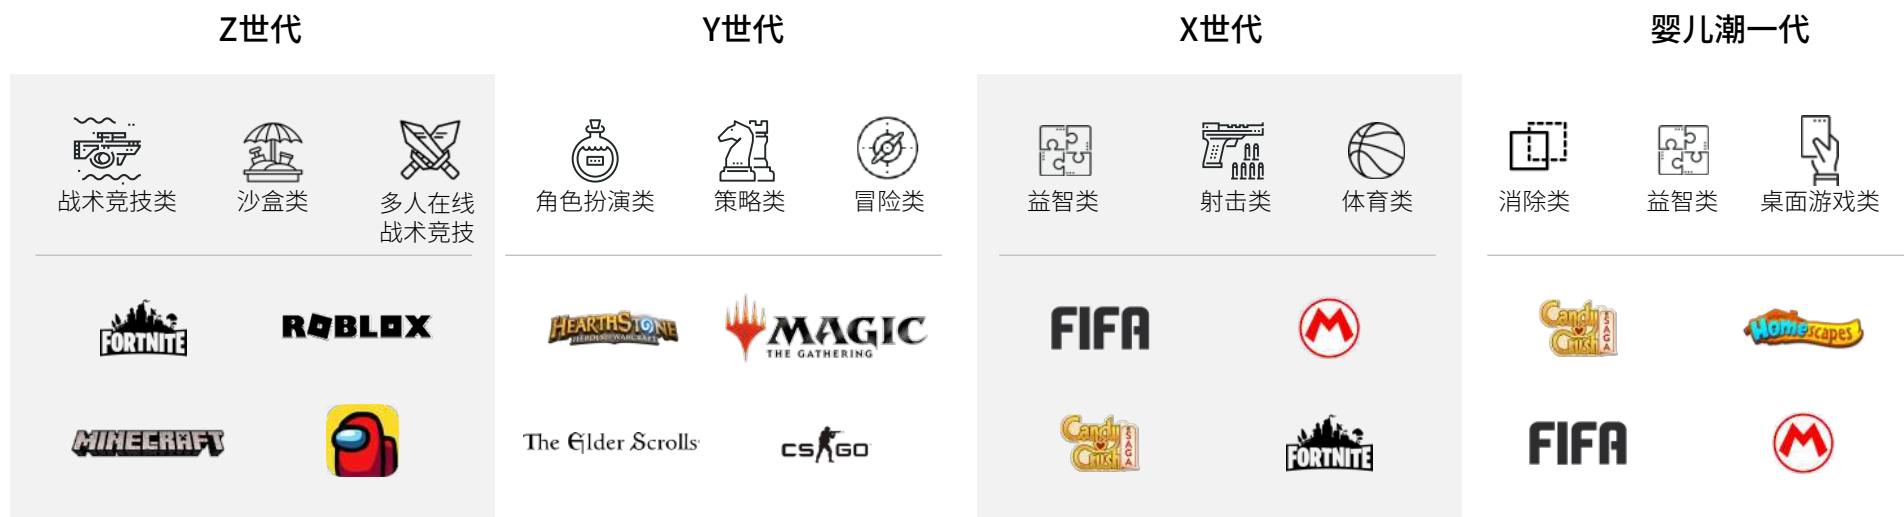 Z世代
Y世代
X世代
婴儿潮一代
战术竞技类
沙盒类
多人在线
战术竞技
角色扮演类
策略类
冒险类
益智类
射击类
体育类
消除类
益智类
桌面游戏类
FORTNITE
ROBLOX
HEARTHSTONE
HEROES OF WARCRAFT
MAGIC
THE GATHERING
FIFA
M
Candy
Crush
SAGA
Homescapes
MINECRAFT
The Elder Scrolls
CS GO
Candy
Crush
SAGA
FORTNITE
FIFA
M